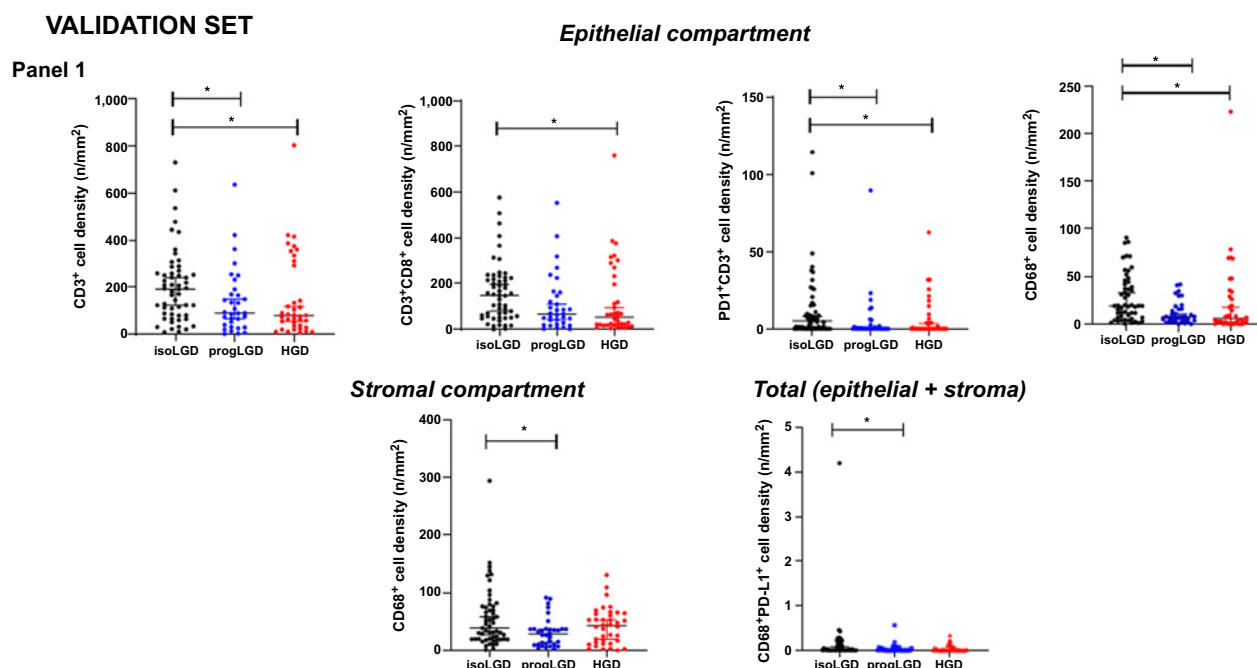 VALIDATION SET
Epithelial compartment
Panel 1
CD3+ cell density (n/mm2)
1,000
800
600
400
200
0
*
*
isoLGD progLGD HGD
CD3+CD8+ cell density (n/mm2)
1,000
800
600
400
200
0
*
isoLGD progLGD HGD
PD1+CD3+ cell density (n/mm2)
150
100
50
0
*
*
isoLGD progLGD HGD
CD68+ cell density (n/mm2)
250
200
150
100
50
0
*
*
isoLGD progLGD HGD
Stromal compartment
CD68+ cell density (n/mm2)
400
300
200
100
0
*
isoLGD progLGD HGD
Total (epithelial + stroma)
CD68+PD-L1+ cell density (n/mm2)
5
4
3
2
1
0
*
isoLGD progLGD HGD